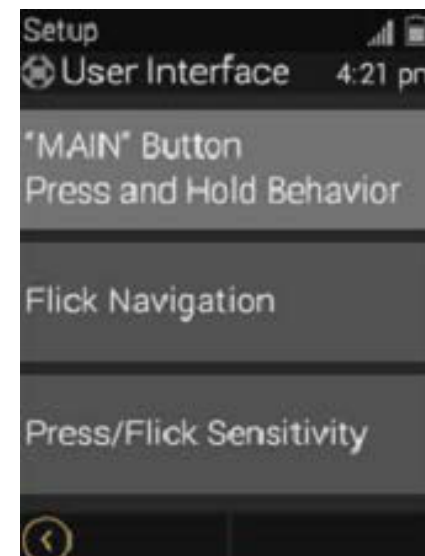 Setup
User Interface 4:21 pm
"MAIN" Button
Press and Hold Behavior
Flick Navigation
Press/Flick Sensitivity